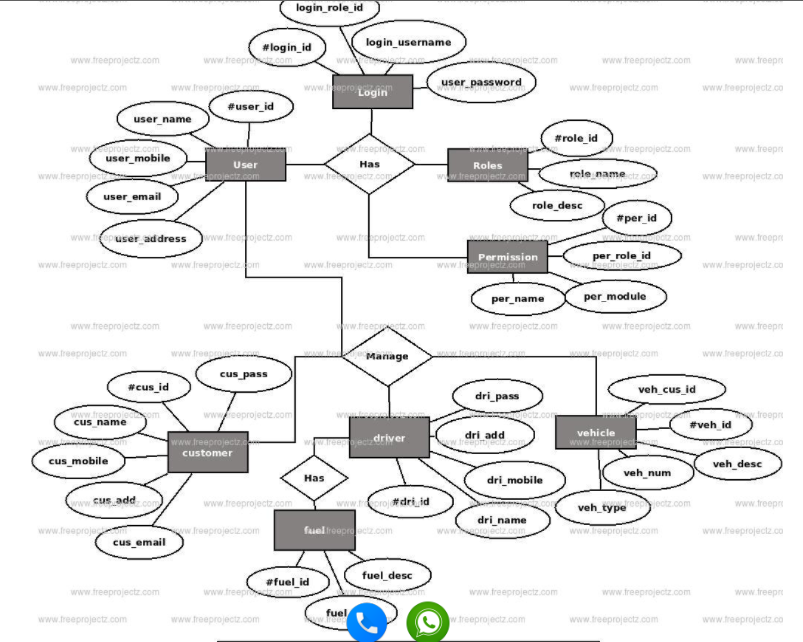 login_role_id
#login_id
login_username
Login
user_password
user_name
#user_id
user_mobile
User
user_email
user_address
Has
Roles
#role_id
role_name
role_desc
Permission
#per_id
per_role_id
per_name
per_module
Manage
#cus_id
cus_pass
cus_name
cus_mobile
customer
cus_add
cus_email
driver
dri_pass
dri_add
dri_mobile
#dri_id
dri_name
vehicle
veh_cus_id
#veh_id
veh_num
veh_desc
veh_type
Has
fuel
#fuel_id
fuel_desc
www.freeprojectz.com